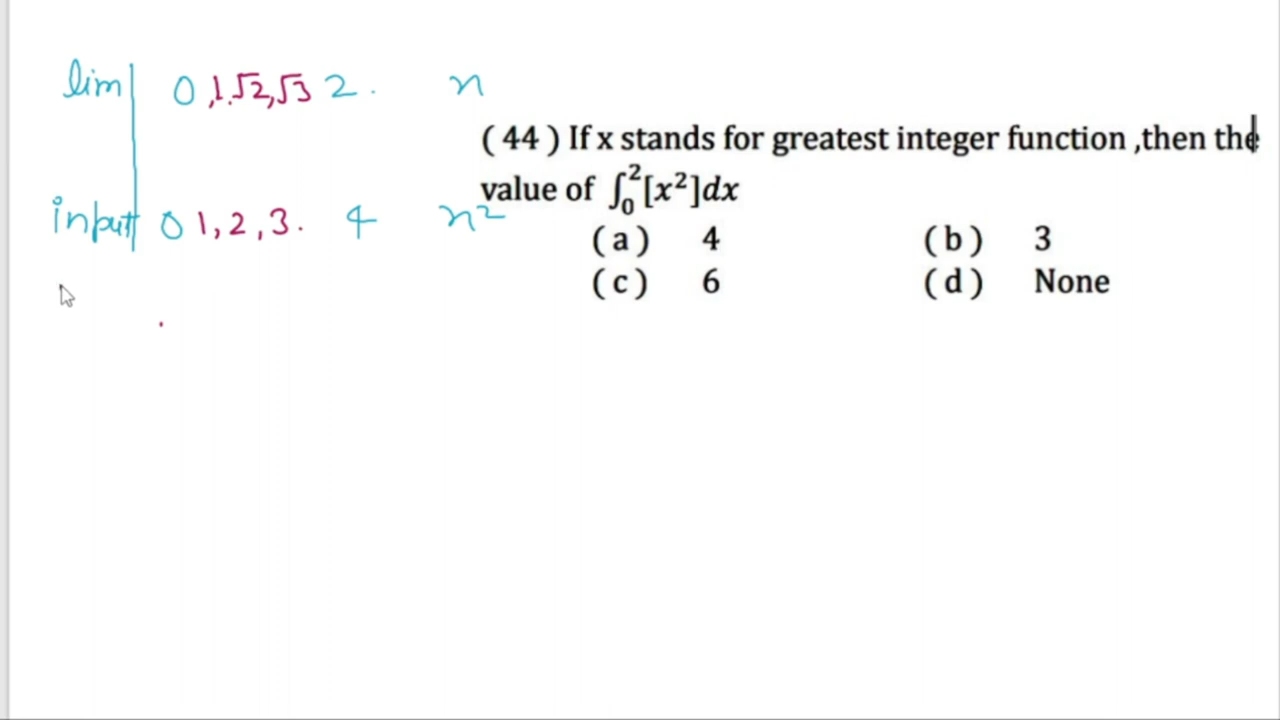 lim 0,1,√2,√3 2. x
( 44 ) If x stands for greatest integer function ,then the
value of ∫₀²[x²]dx
input 0 1,2,3. 4 x²
( a ) 4 ( b ) 3
( c ) 6 ( d ) None